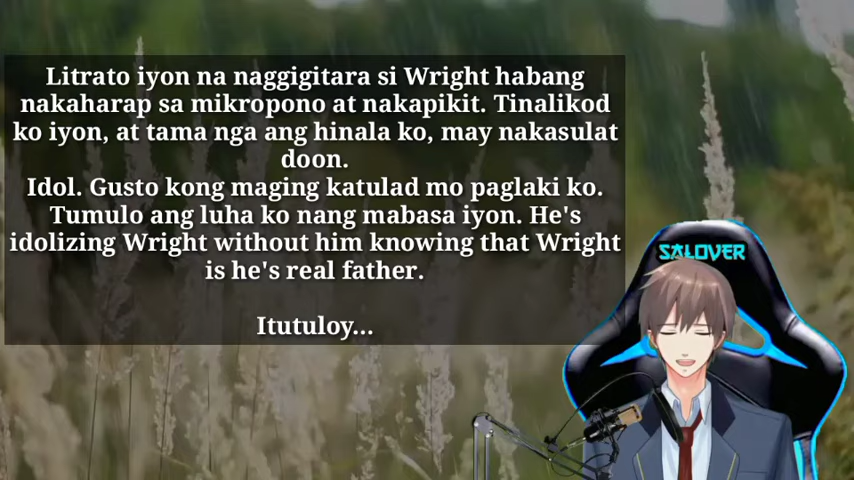 Litrato iyon na naggigitara si Wright habang
nakaharap sa mikropono at nakapikit. Tinalikod
ko iyon, at tama nga ang hinala ko, may nakasulat
doon.
Idol. Gusto kong maging katulad mo paglaki ko.
Tumulo ang luha ko nang mabasa iyon. He's
idolizing Wright without him knowing that Wright
is he's real father.
Itutuloy...
SALOVER